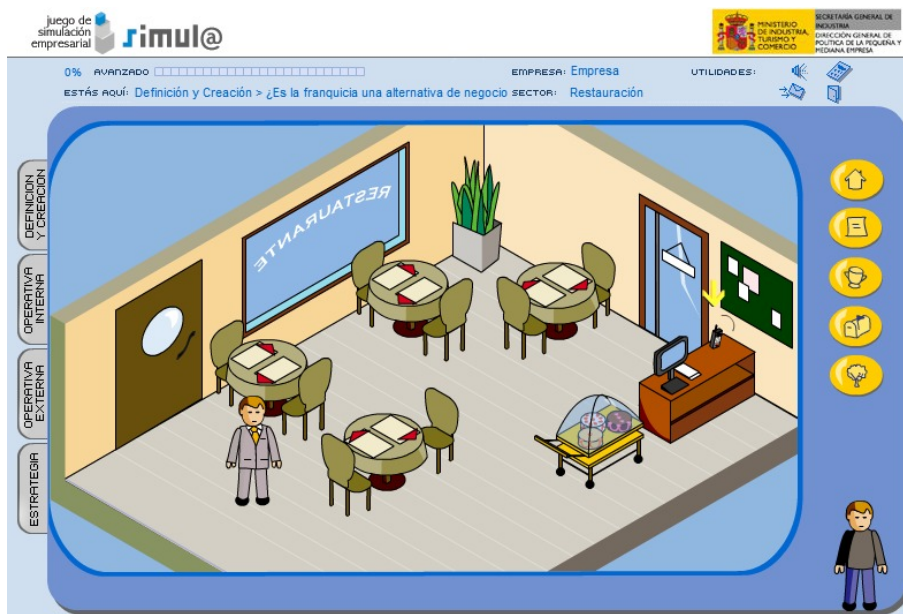 juego de
simulación
empresarial
simul@
MINISTERIO
DE INDUSTRIA,
TURISMO Y
COMERCIO
SECRETARÍA GENERAL DE
INDUSTRIA
DIRECCIÓN GENERAL DE
POLÍTICA DE LA PEQUEÑA Y
MEDIANA EMPRESA
0% AVANZADO
EMPRESA: Empresa
UTILIDADES:
ESTÁS AQUÍ: Definición y Creación > ¿Es la franquicia una alternativa de negocio
SECTOR: Restauración
DEFINICION
Y CREACION
OPERATIVA
INTERNA
OPERATIVA
EXTERNA
ESTRATEGIA
RESTAURANTE